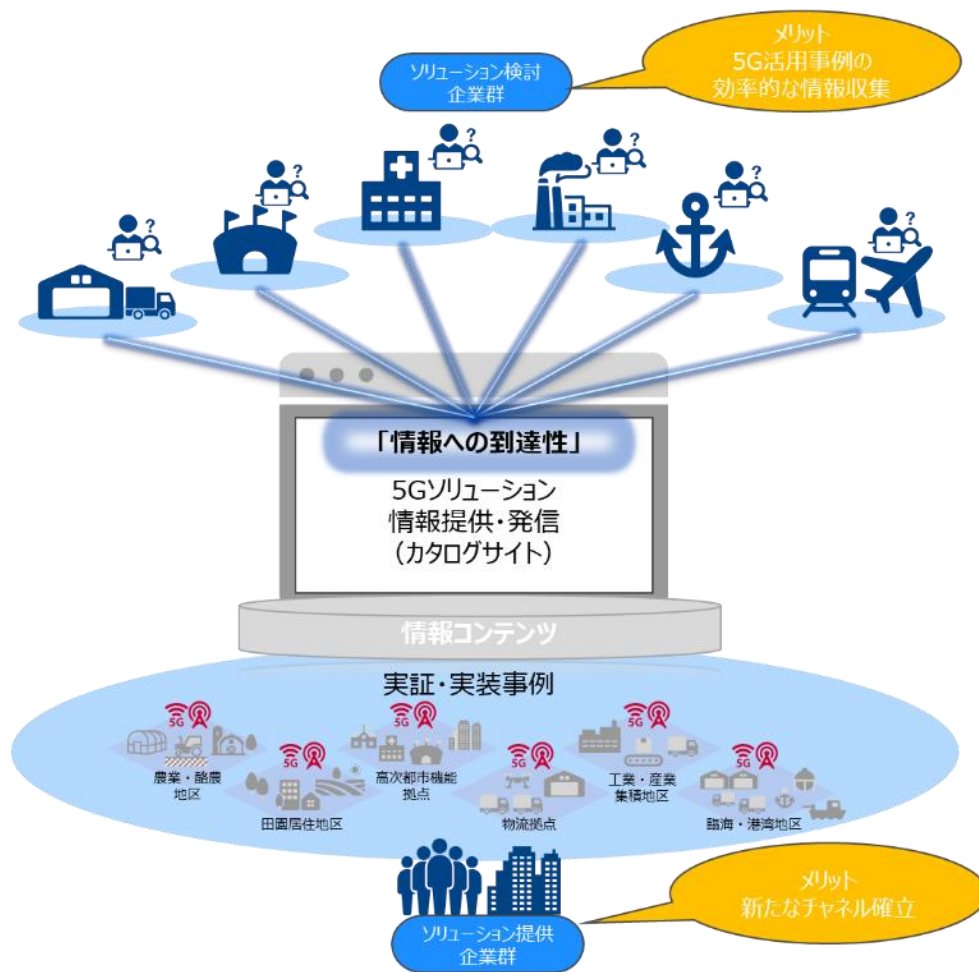 メリット
5G活用事例の
効率的な情報収集
ソリューション検討
企業群
?
?
?
?
?
?
「情報への到達性」
5Gソリューション
情報提供・発信
（カタログサイト）
情報コンテンツ
実証・実装事例
5G
5G
5G
5G
5G
5G
農業・酪農
地区
田園居住地区
高次都市機能
拠点
物流拠点
工業・産業
集積地区
臨海・港湾地区
メリット
新たなチャネル確立
ソリューション提供
企業群